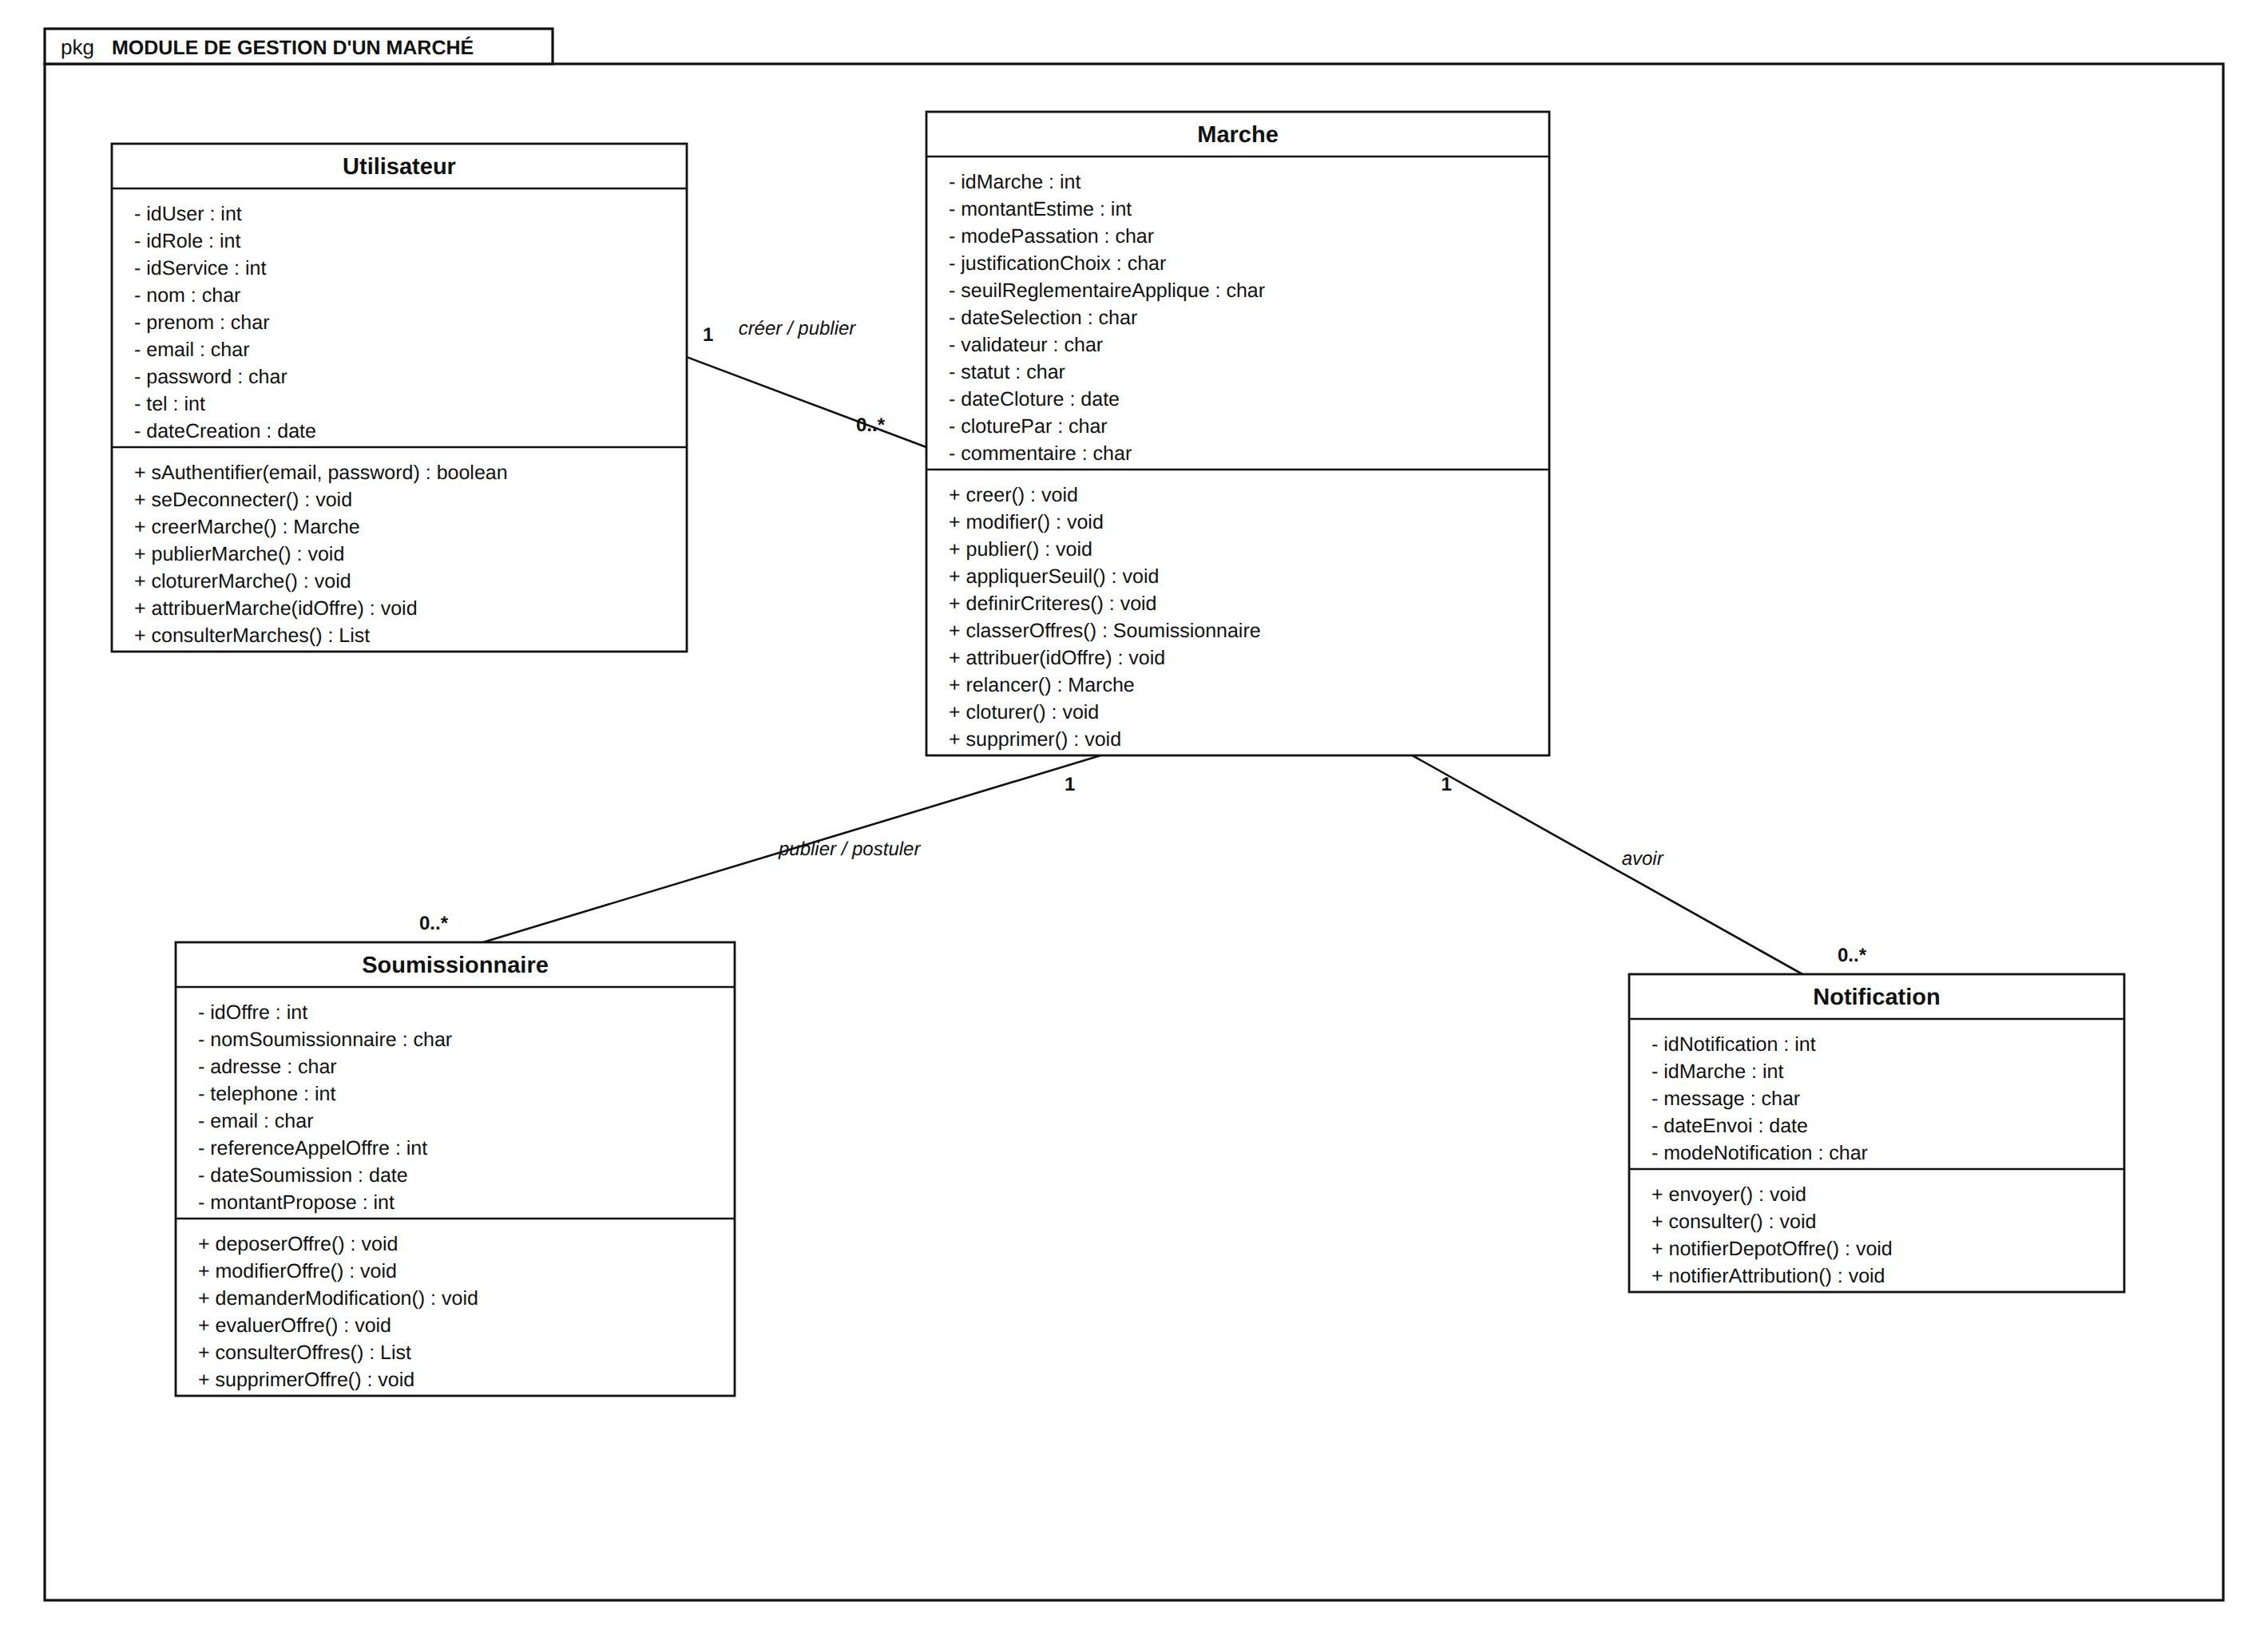 pkg MODULE DE GESTION D'UN MARCHÉ
Utilisateur
- idUser : int
- idRole : int
- idService : int
- nom : char
- prenom : char
- email : char
- password : char
- tel : int
- dateCreation : date
+ sAuthentifier(email, password) : boolean
+ seDeconnecter() : void
+ creerMarche() : Marche
+ publierMarche() : void
+ cloturerMarche() : void
+ attribuerMarche(idOffre) : void
+ consulterMarches() : List
1 créer / publier
0..*
Marche
- idMarche : int
- montantEstime : int
- modePassation : char
- justificationChoix : char
- seuilReglementaireApplique : char
- dateSelection : char
- validateur : char
- statut : char
- dateCloture : date
- cloturePar : char
- commentaire : char
+ creer() : void
+ modifier() : void
+ publier() : void
+ appliquerSeuil() : void
+ definirCriteres() : void
+ classerOffres() : Soumissionnaire
+ attribuer(idOffre) : void
+ relancer() : Marche
+ cloturer() : void
+ supprimer() : void
1
publier / postuler
0..*
1
avoir
0..*
Soumissionnaire
- idOffre : int
- nomSoumissionnaire : char
- adresse : char
- telephone : int
- email : char
- referenceAppelOffre : int
- dateSoumission : date
- montantPropose : int
+ deposerOffre() : void
+ modifierOffre() : void
+ demanderModification() : void
+ evaluerOffre() : void
+ consulterOffres() : List
+ supprimerOffre() : void
Notification
- idNotification : int
- idMarche : int
- message : char
- dateEnvoi : date
- modeNotification : char
+ envoyer() : void
+ consulter() : void
+ notifierDepotOffre() : void
+ notifierAttribution() : void